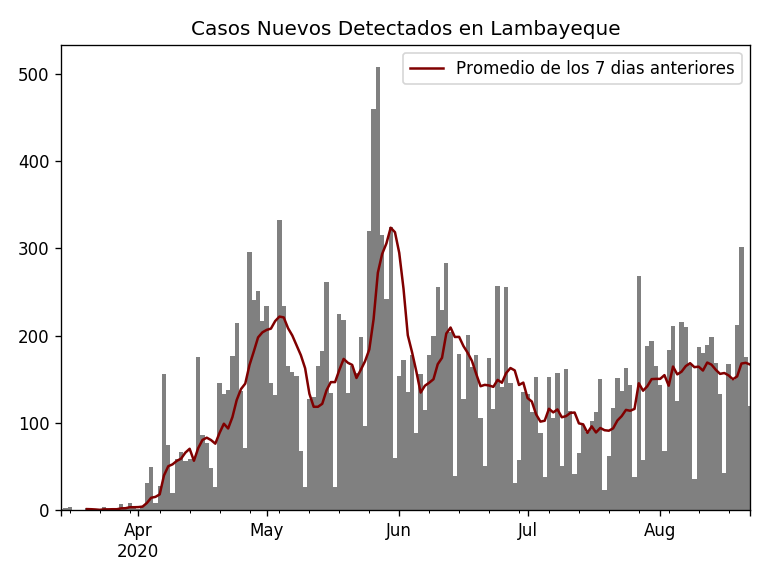 Casos Nuevos Detectados en Lambayeque
Promedio de los 7 dias anteriores
500
400
300
200
100
0
Apr May Jun Jul Aug
2020